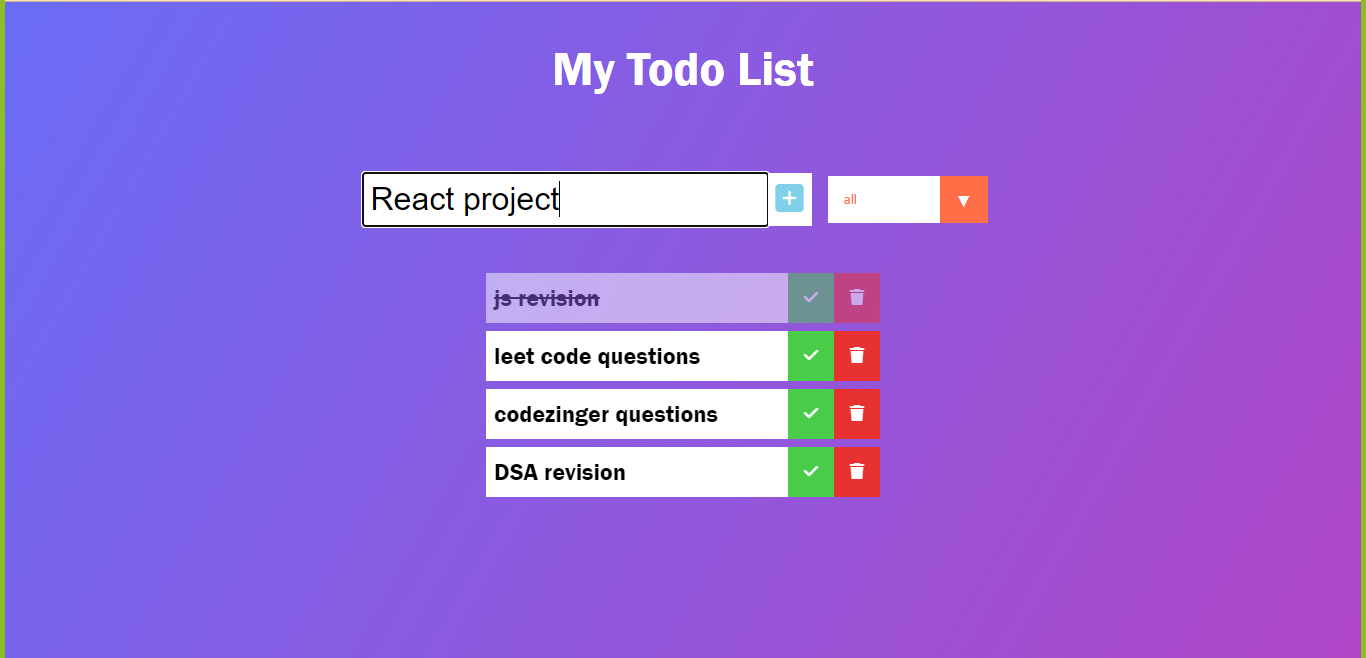 My Todo List
React project
all
js revision
leet code questions
codezinger questions
DSA revision